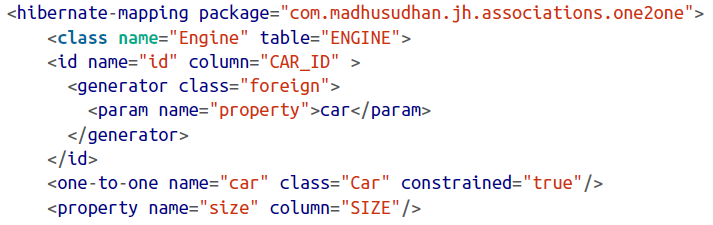 <hibernate-mapping package="com.madhusudhan.jh.associations.one2one">
<class name="Engine" table="ENGINE">
<id name="id" column="CAR_ID" >
<generator class="foreign">
<param name="property">car</param>
</generator>
</id>
<one-to-one name="car" class="Car" constrained="true"/>
<property name="size" column="SIZE"/>